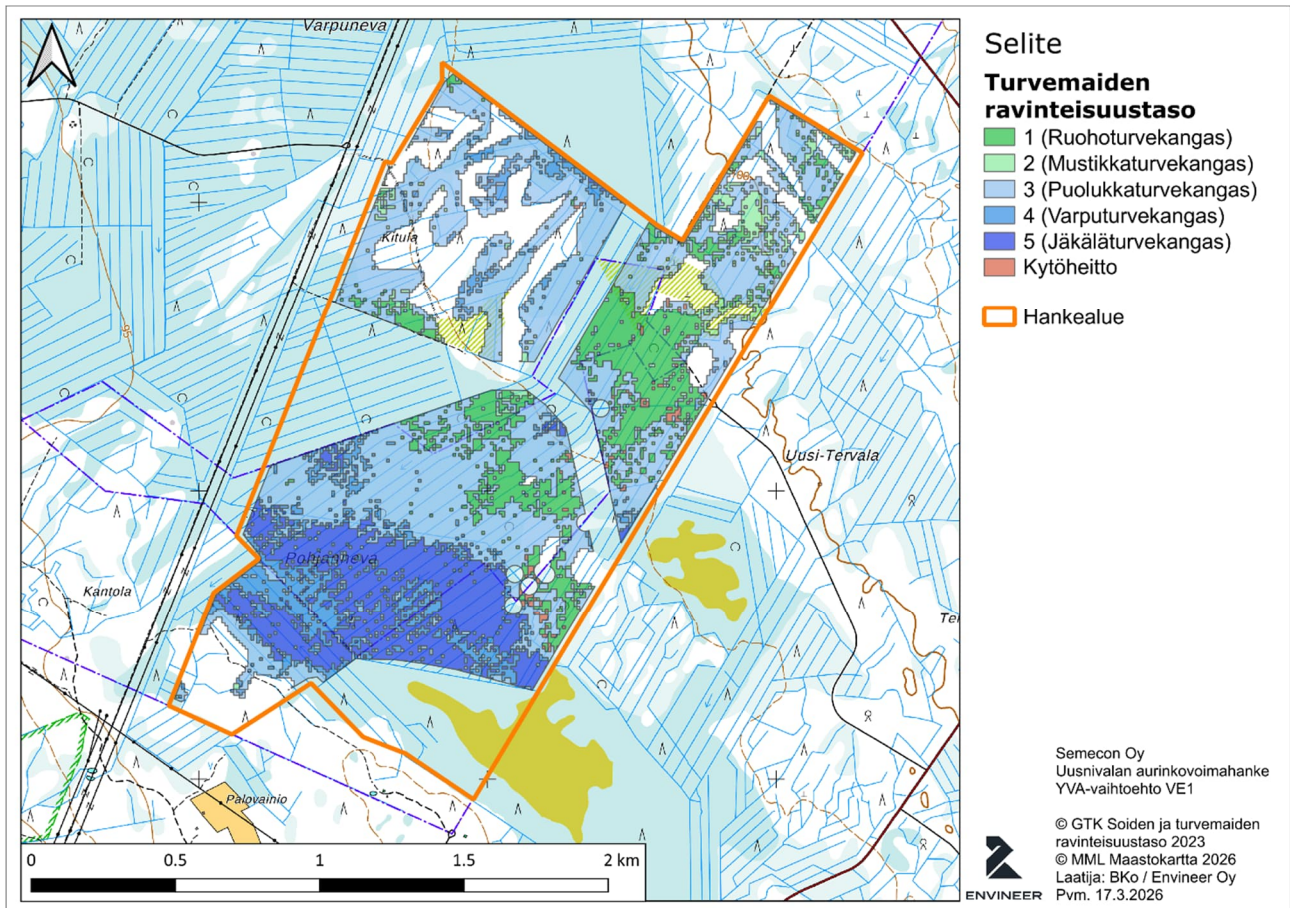 Varpuneva
Kitula
100
95
Uusi-Tervala
Pohjanneva
Kantola
Palovainio
0 0.5 1 1.5 2 km
Selite
Turvemaiden
ravinteisuustaso
1 (Ruohoturvekangas)
2 (Mustikkaturvekangas)
3 (Puolukkaturvekangas)
4 (Varputurvekangas)
5 (Jäkäläturvekangas)
Kytöheitto
Hankealue
Semecon Oy
Uusnivalan aurinkovoimahanke
YVA-vaihtoehto VE1
© GTK Soiden ja turvemaiden
ravinteisuustaso 2023
© MML Maastokartta 2026
Laatija: BKo / Envineer Oy
Pvm. 17.3.2026
ENVINEER